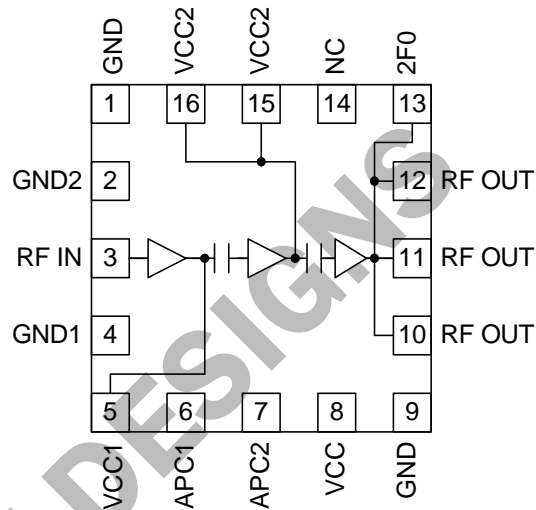 GND
VCC2
VCC2
NC
2F0
1
16
15
14
13
GND2
2
12
RF OUT
RF IN
3
11
RF OUT
GND1
4
10
RF OUT
5
6
7
8
9
VCC1
APC1
APC2
VCC
GND
DESIGNS